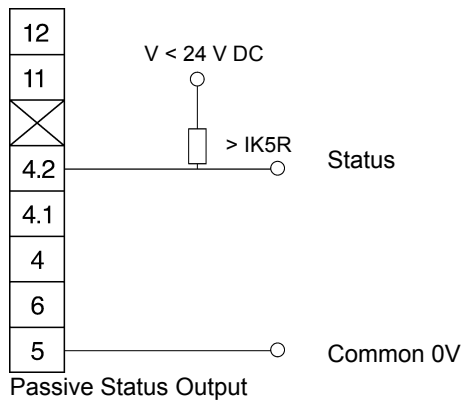 12
V < 24 V DC
11
> IK5R
Status
4.2
4.1
4
6
5
Common 0V
Passive Status Output